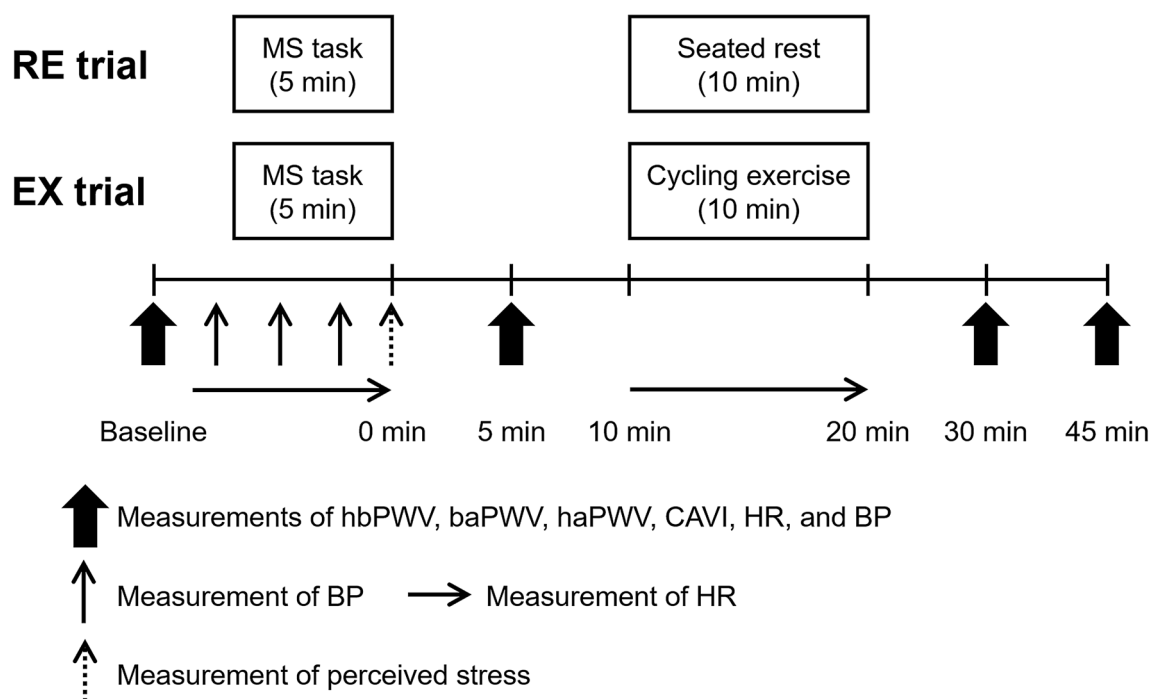 RE trial
MS task
(5 min)
Seated rest
(10 min)
EX trial
MS task
(5 min)
Cycling exercise
(10 min)
Baseline 0 min 5 min 10 min 20 min 30 min 45 min
Measurements of hbPWV, baPWV, haPWV, CAVI, HR, and BP
Measurement of BP Measurement of HR
Measurement of perceived stress